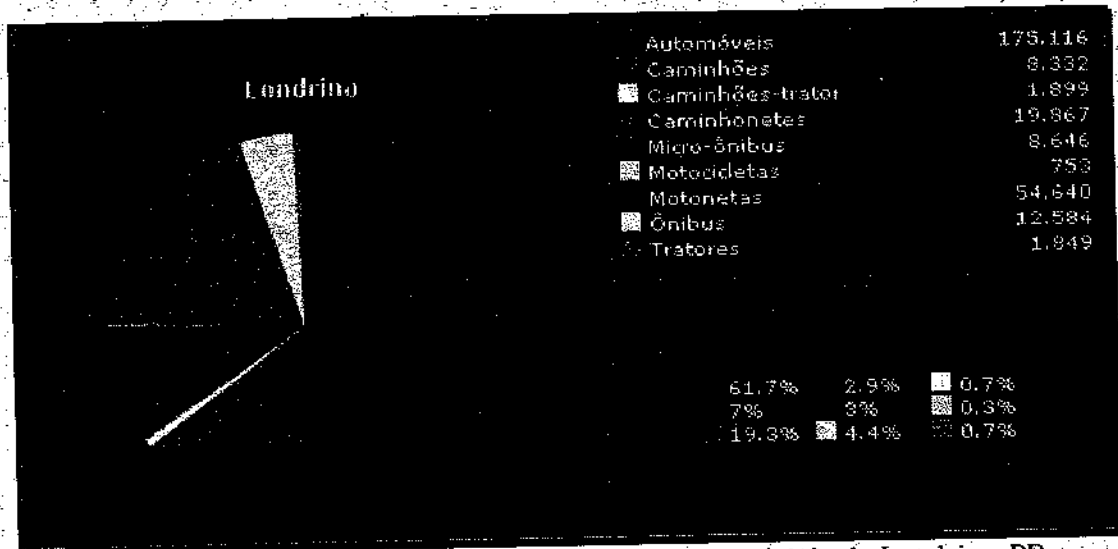 Londrina
Automóveis 175.116
Caminhões 8.332
Caminhões-trator 1.899
Caminhonetes 19.867
Micro-ônibus 8.646
Motocicletas 753
Motonetas 54.640
Ônibus 12.584
Tratores 1.849
61.7% 2.9% 0.7%
7% 3% 0.3%
19.3% 4.4% 0.7%